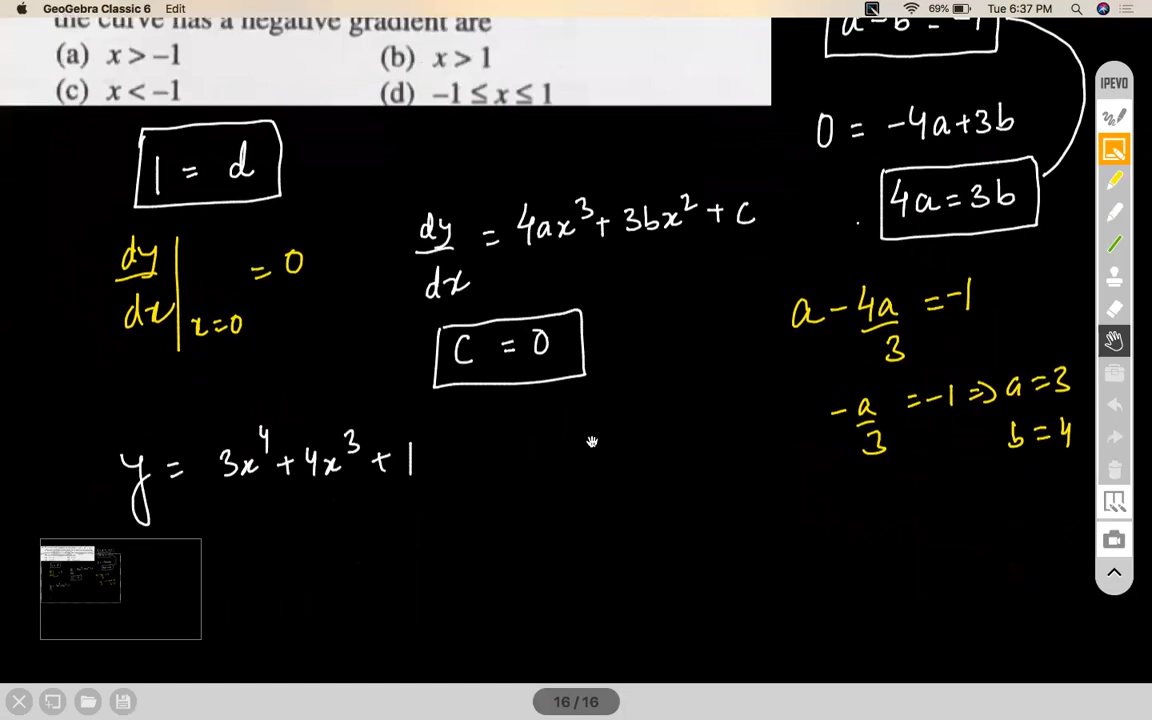 GeoGebra Classic 6 Edit 69% Tue 6:37 PM
the curve has a negative gradient are
(a) x > −1 (b) x > 1
(c) x < −1 (d) −1 ≤ x ≤ 1
1 = d
dy/dx |x=0 = 0
dy/dx = 4ax³ + 3bx² + c
c = 0
y = 3x⁴ + 4x³ + 1
a − b = −1
0 = −4a + 3b
4a = 3b
a − 4a/3 = −1
−a/3 = −1 ⇒ a = 3
b = 4
IPEVO
16 / 16